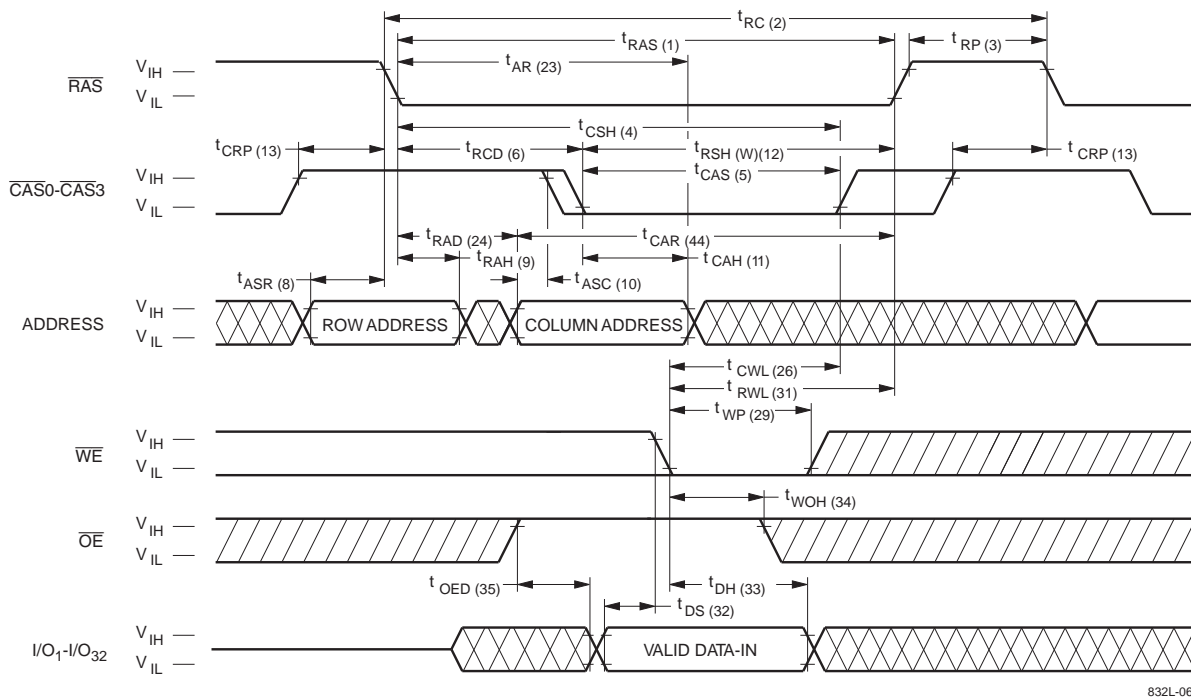 t RC (2)
t RAS (1)
t RP (3)
t AR (23)
RAS
V IH
V IL
t CSH (4)
t CRP (13)
t RCD (6)
t RSH (W)(12)
t CRP (13)
t CAS (5)
CAS0-CAS3
V IH
V IL
t RAD (24)
t CAR (44)
t RAH (9)
t CAH (11)
t ASR (8)
t ASC (10)
ADDRESS
V IH
V IL
ROW ADDRESS
COLUMN ADDRESS
t CWL (26)
t RWL (31)
t WP (29)
WE
V IH
V IL
t WOH (34)
OE
V IH
V IL
t OED (35)
t DH (33)
t DS (32)
I/O1-I/O32
V IH
V IL
VALID DATA-IN
832L-06